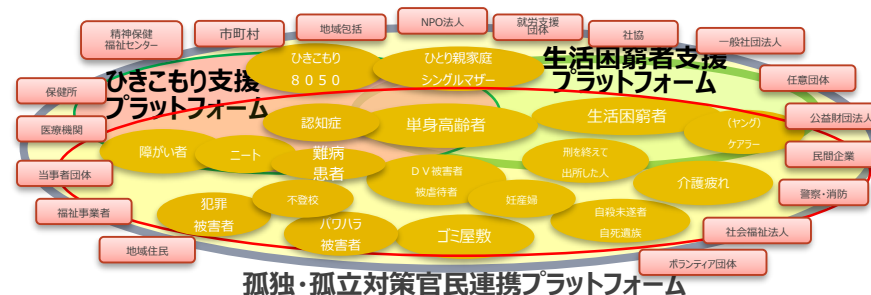 精神保健
福祉センター
市町村
地域包括
NPO法人
就労支援
団体
社協
一般社団法人
ひきこもり支援
プラットフォーム
ひきこもり
8050
ひとり親家庭
シングルマザー
生活困窮者支援
プラットフォーム
任意団体
保健所
医療機関
当事者団体
福祉事業者
地域住民
認知症
単身高齢者
生活困窮者
(ヤング)
ケアラー
公益財団法人
民間企業
警察・消防
障がい者
ニート
難病
患者
DV被害者
被虐待者
刑を終えて
出所した人
妊産婦
介護疲れ
犯罪
被害者
不登校
パワハラ
被害者
ゴミ屋敷
自殺未遂者
自死遺族
社会福祉法人
ボランティア団体
孤独・孤立対策官民連携プラットフォーム